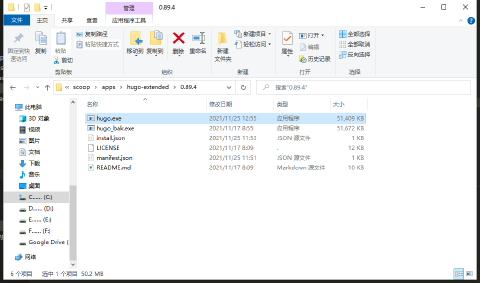 管理
0.89.4
文件
主页
共享
查看
应用程序工具
固定到快速访问
复制
粘贴
复制路径
粘贴快捷方式
剪切
移动到
复制到
删除
重命名
新建文件夹
新建项目
轻松访问
属性
打开
编辑
历史记录
全部选择
全部取消
反向选择
剪贴板
组织
新建
打开
选择
« scoop › apps › hugo-extended › 0.89.4
搜索"0.89.4"
名称 修改日期 类型 大小
hugo.exe 2021/11/25 12:51 应用程序 51,409 KB
hugo_bak.exe 2021/11/17 8:55 应用程序 51,672 KB
install.json 2021/11/25 11:53 JSON 源文件 1 KB
LICENSE 2021/11/17 8:09 . 12 KB
manifest.json 2021/11/25 11:51 JSON 源文件 1 KB
README.md 2021/11/17 8:09 Markdown 源文件 10 KB
此电脑
3D 对象
视频
图片
文档
下载
音乐
桌面
C...... (C:)
D...... (D:)
E...... (E:)
F...... (F:)
Google Drive (
网络
6 个项目 选中 1 个项目 50.2 MB